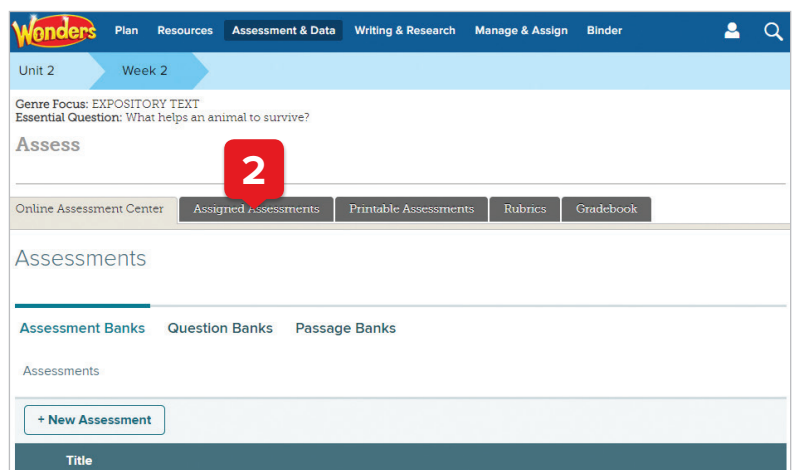 Wonders Plan Resources Assessment & Data Writing & Research Manage & Assign Binder
Unit 2 Week 2
Genre Focus: EXPOSITORY TEXT
Essential Question: What helps an animal to survive?
Assess
2
Online Assessment Center Assigned Assessments Printable Assessments Rubrics Gradebook
Assessments
Assessment Banks Question Banks Passage Banks
Assessments
+ New Assessment
Title